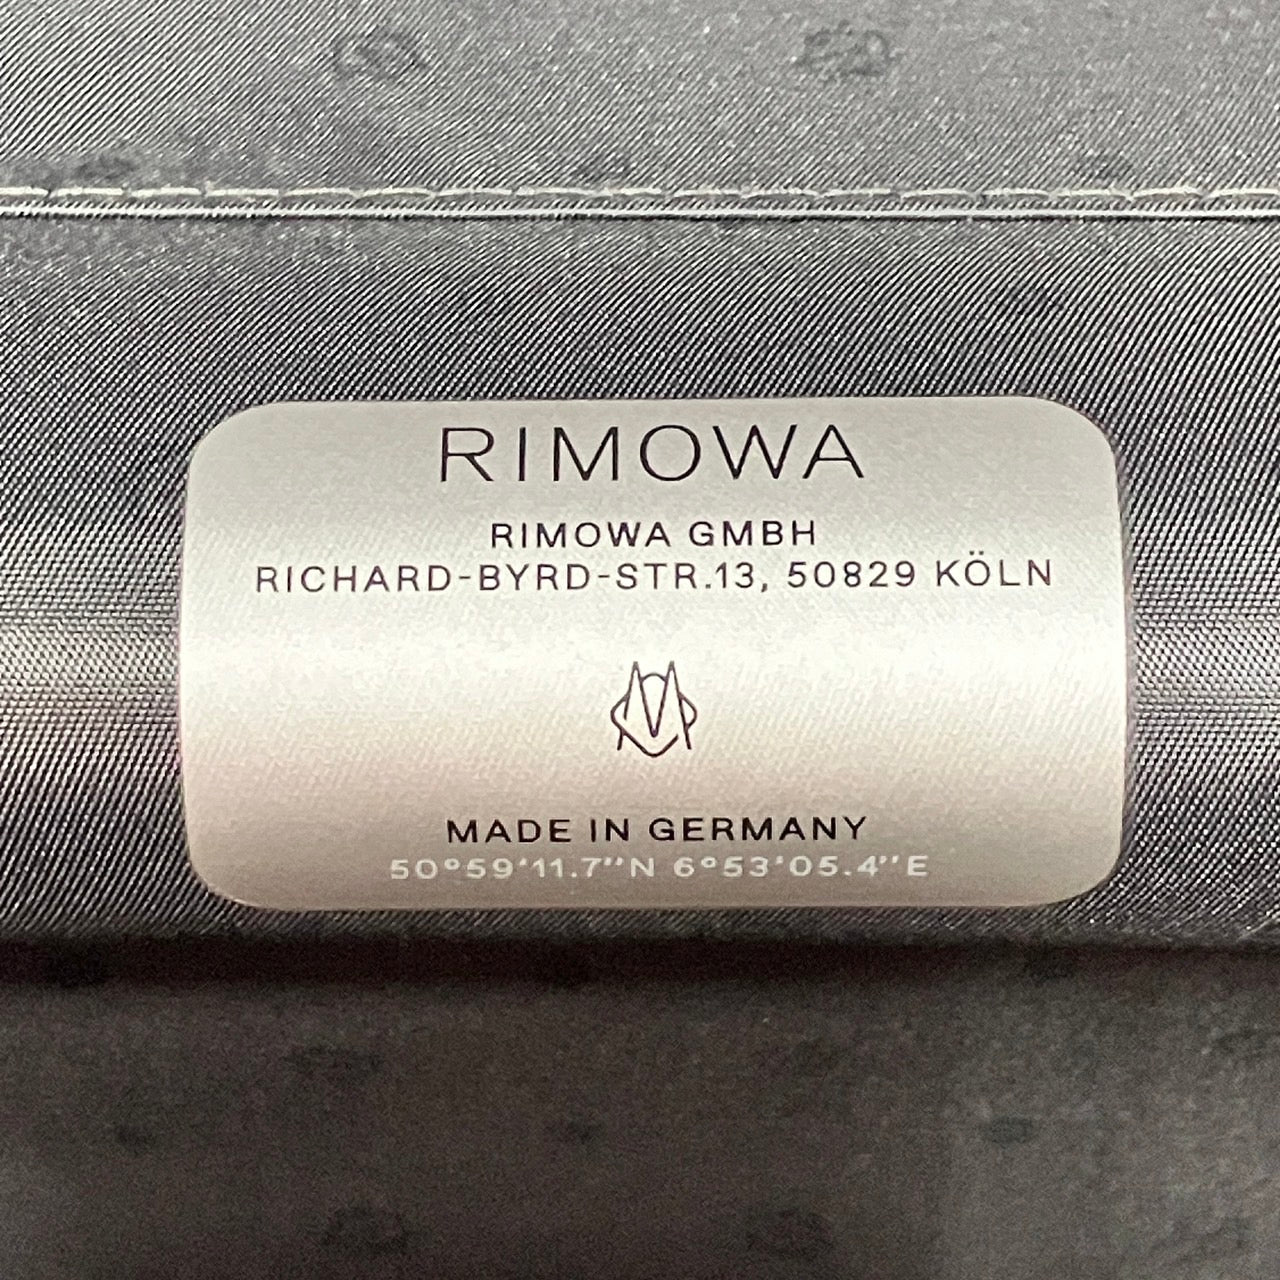 RIMOWA
RIMOWA GMBH
RICHARD-BYRD-STR.13, 50829 KÖLN
MADE IN GERMANY
50°59'11.7"N 6°53'05.4"E